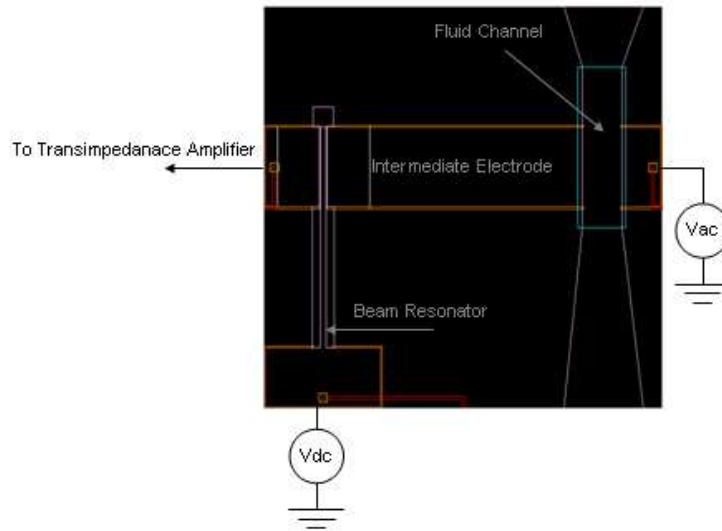 Fluid Channel
To Transimpedanace Amplifier
Intermediate Electrode
Vac
Beam Resonator
Vdc